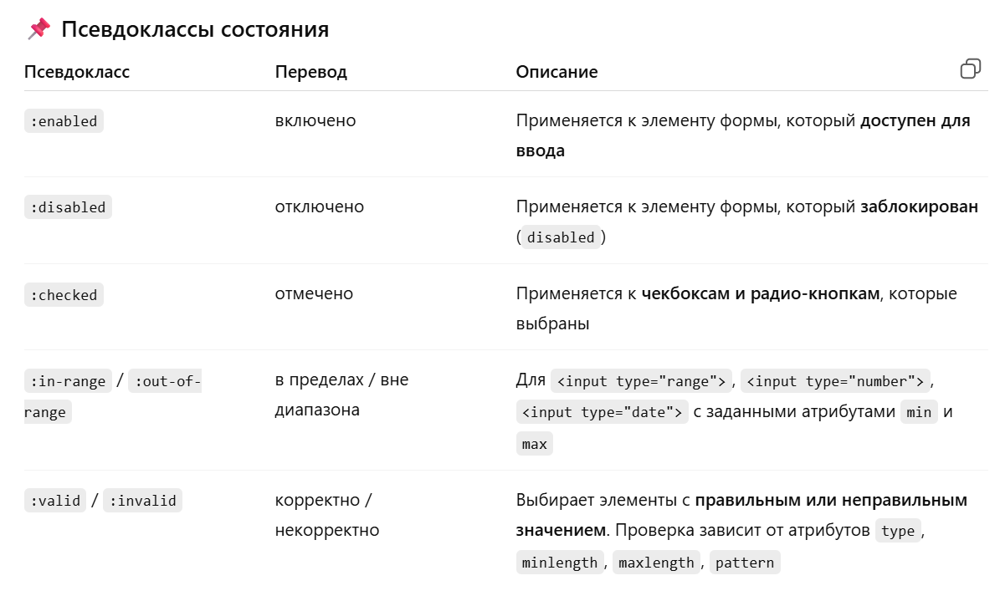 📌 Псевдоклассы состояния
Псевдокласс Перевод Описание
:enabled включено Применяется к элементу формы, который доступен для
ввода
:disabled отключено Применяется к элементу формы, который заблокирован
(disabled)
:checked отмечено Применяется к чекбоксам и радио-кнопкам, которые
выбраны
:in-range / :out-of- в пределах / вне Для <input type="range">, <input type="number">,
range диапазона <input type="date"> с заданными атрибутами min и
max
:valid / :invalid корректно / Выбирает элементы с правильным или неправильным
некорректно значением. Проверка зависит от атрибутов type,
minlength, maxlength, pattern